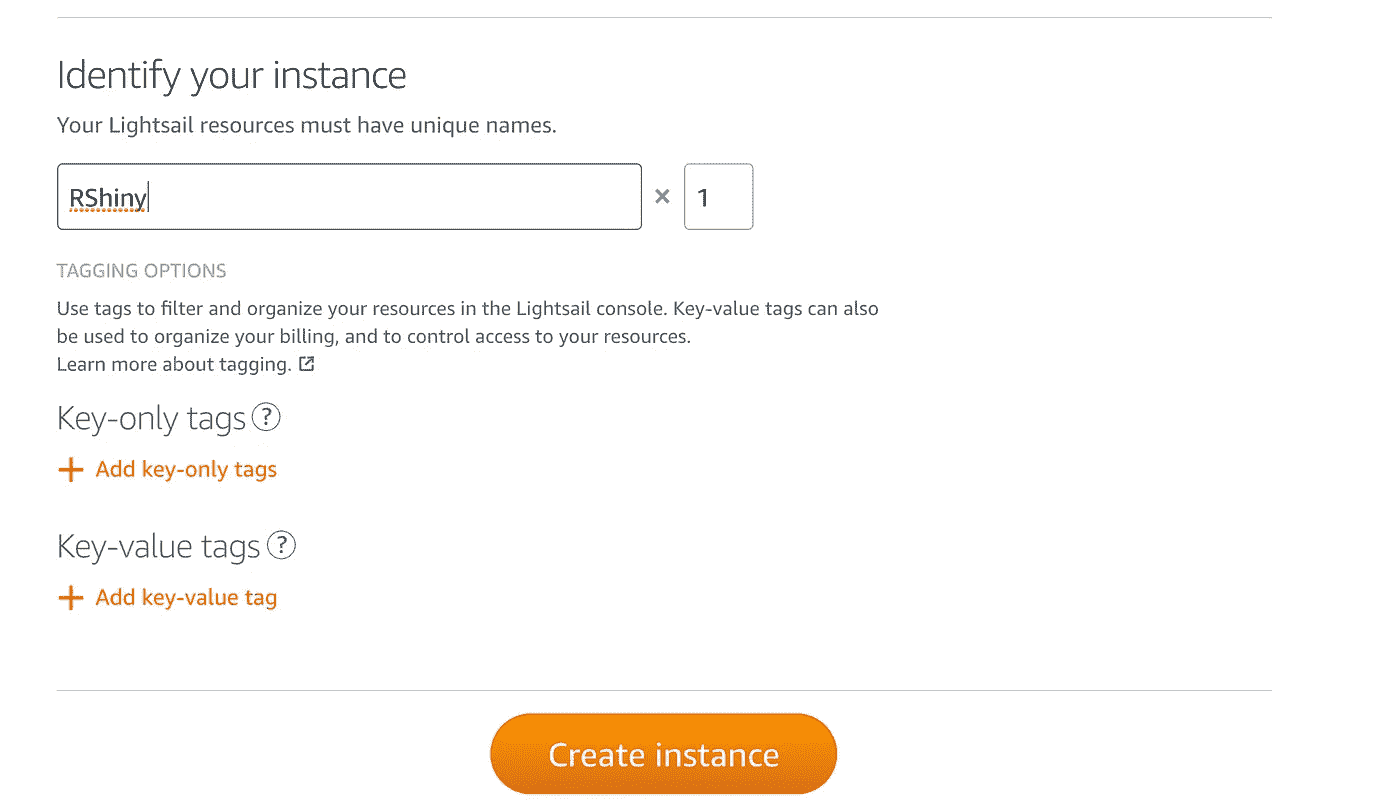 Identify your instance
Your Lightsail resources must have unique names.
RShiny × 1
TAGGING OPTIONS
Use tags to filter and organize your resources in the Lightsail console. Key-value tags can also
be used to organize your billing, and to control access to your resources.
Learn more about tagging.
Key-only tags ?
+ Add key-only tags
Key-value tags ?
+ Add key-value tag
Create instance